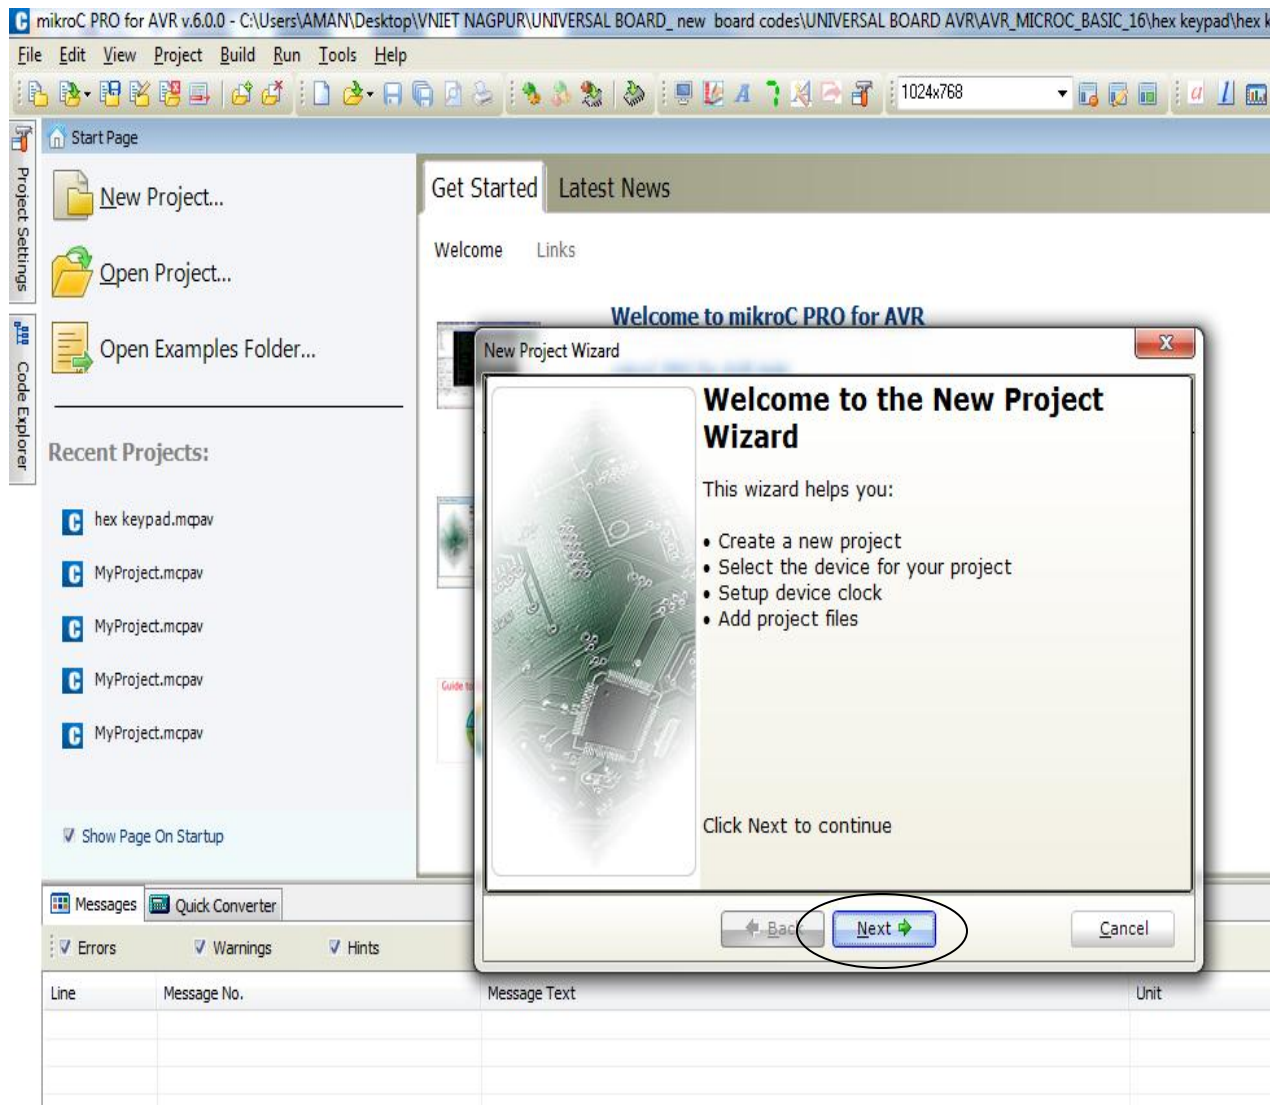 mikroC PRO for AVR v.6.0.0 - C:\Users\AMAN\Desktop\VNIET NAGPUR\UNIVERSAL BOARD_ new  board codes\UNIVERSAL BOARD AVR\AVR_MICROC_BASIC_16\hex keypad\hex k
File Edit View Project Build Run Tools Help
1024x768
Start Page
Project Settings
Code Explorer
New Project...
Open Project...
Open Examples Folder...
Recent Projects:
hex keypad.mcpav
MyProject.mcpav
MyProject.mcpav
MyProject.mcpav
MyProject.mcpav
Show Page On Startup
Get Started Latest News
Welcome Links
Welcome to mikroC PRO for AVR
Guide to
New Project Wizard
Welcome to the New Project
Wizard
This wizard helps you:
• Create a new project
• Select the device for your project
• Setup device clock
• Add project files
Click Next to continue
Back Next Cancel
Messages Quick Converter
Errors Warnings Hints
Line Message No. Message Text Unit